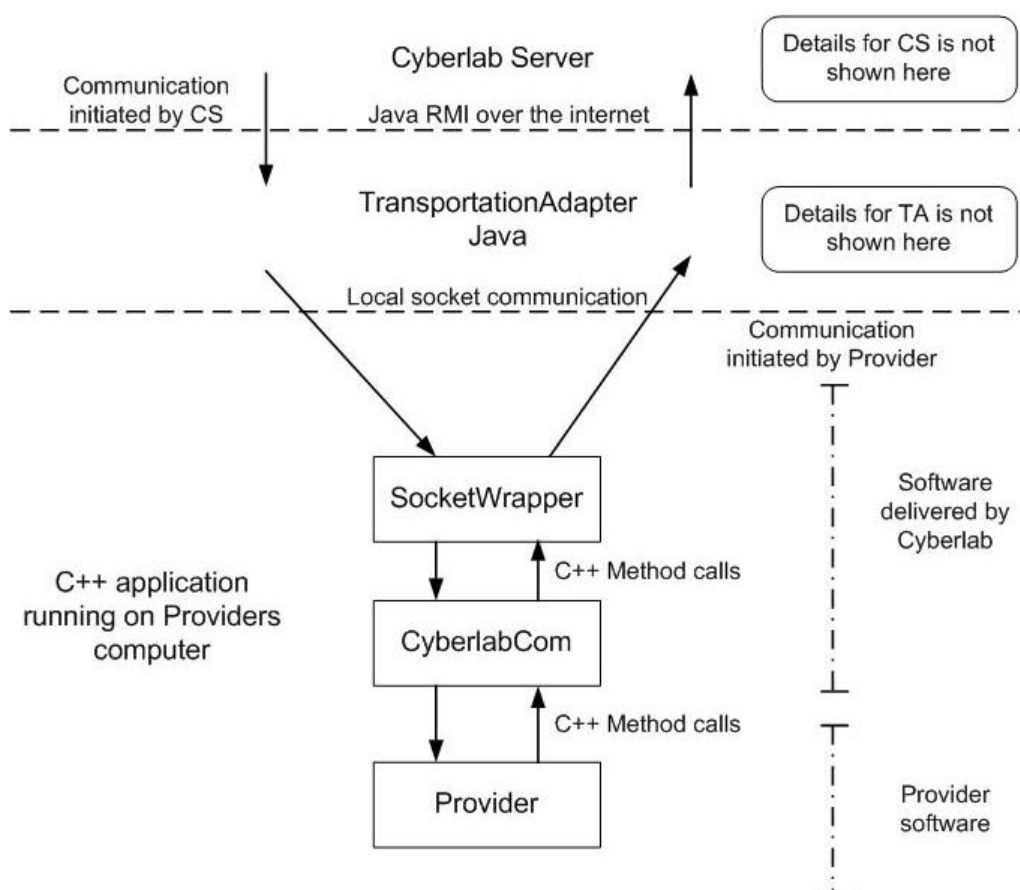 Cyberlab Server
Details for CS is not
shown here
Communication
initiated by CS
Java RMI over the internet
TransportationAdapter
Java
Details for TA is not
shown here
Local socket communication
Communication
initiated by Provider
SocketWrapper
Software
delivered by
Cyberlab
C++ Method calls
C++ application
running on Providers
computer
CyberlabCom
C++ Method calls
Provider
Provider
software